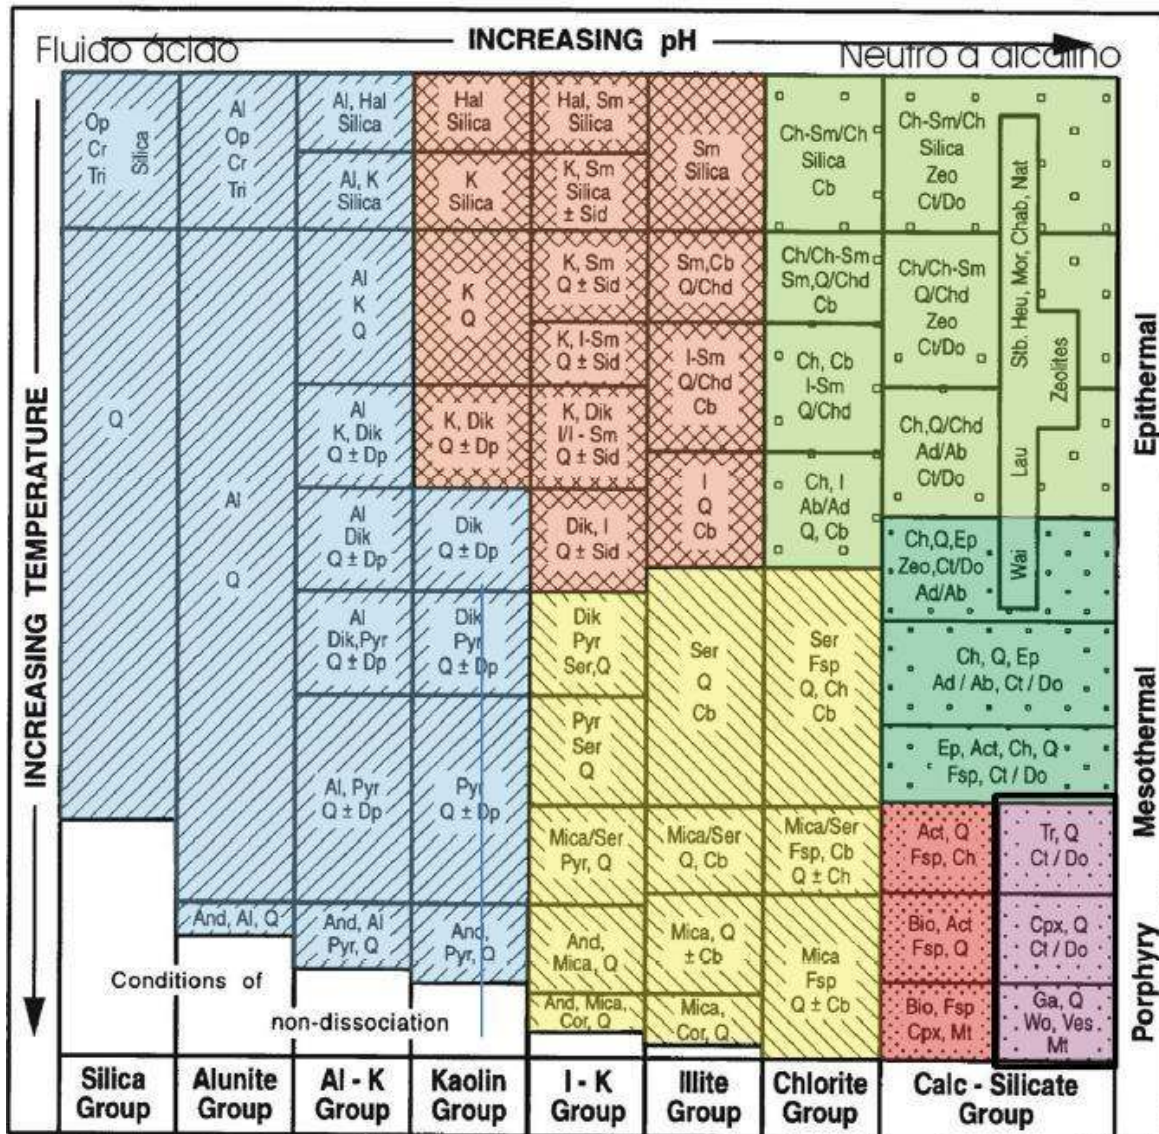 INCREASING pH
Fluido ácido
Neutro a alcalino
INCREASING TEMPERATURE
Op
Cr
Tri
Silica
Q
Al
Op
Cr
Tri
Al
Q
And, Al, Q
Al, Hal
Silica
Al, K
Silica
Al
K
Q
Al
K, Dik
Q ± Dp
Al
Dik
Q ± Dp
Al
Dik,Pyr
Q ± Dp
Al, Pyr
Q ± Dp
And, Al
Pyr, Q
Hal
Silica
K
Silica
K
Q
K, Dik
Q ± Dp
Dik
Q ± Dp
Dik
Pyr
Q ± Dp
Pyr
Q ± Dp
And,
Pyr, Q
Hal, Sm
Silica
K, Sm
Silica
± Sid
K, Sm
Q ± Sid
K, I-Sm
Q ± Sid
K, Dik
I/I - Sm
Q ± Sid
Dik, I
Q ± Sid
Dik
Pyr
Ser,Q
Pyr
Ser
Q
Mica/Ser
Pyr, Q
And,
Mica, Q
And, Mica,
Cor, Q
Sm
Silica
Sm,Cb
Q/Chd
I-Sm
Q/Chd
Cb
I
Q
Cb
Ser
Q
Cb
Mica/Ser
Q, Cb
Mica, Q
± Cb
Mica,
Cor, Q
Ch-Sm/Ch
Silica
Cb
Ch/Ch-Sm
Sm,Q/Chd
Cb
Ch, Cb
I-Sm
Q/Chd
Ch, I
Ab/Ad
Q, Cb
Ser
Fsp
Q, Ch
Cb
Mica/Ser
Fsp, Cb
Q ± Ch
Mica
Fsp
Q ± Cb
Ch-Sm/Ch
Silica
Zeo
Ct/Do
Ch/Ch-Sm
Q/Chd
Zeo
Ct/Do
Ch,Q/Chd
Ad/Ab
Ct/Do
Ch,Q,Ep
Zeo,Ct/Do
Ad/Ab
Stb. Heu, Mor, Chab, Nat
Zeolites
Lau
Wai
Ch, Q, Ep
Ad / Ab, Ct / Do
Ep, Act, Ch, Q
Fsp, Ct / Do
Act, Q
Fsp, Ch
Bio, Act
Fsp, Q
Bio, Fsp
Cpx, Mt
Tr, Q
Ct / Do
Cpx, Q
Ct / Do
Ga, Q
Wo, Ves
Mt
Epithermal
Mesothermal
Porphyry
Conditions of
non-dissociation
Silica
Group
Alunite
Group
Al - K
Group
Kaolin
Group
I - K
Group
Illite
Group
Chlorite
Group
Calc - Silicate
Group